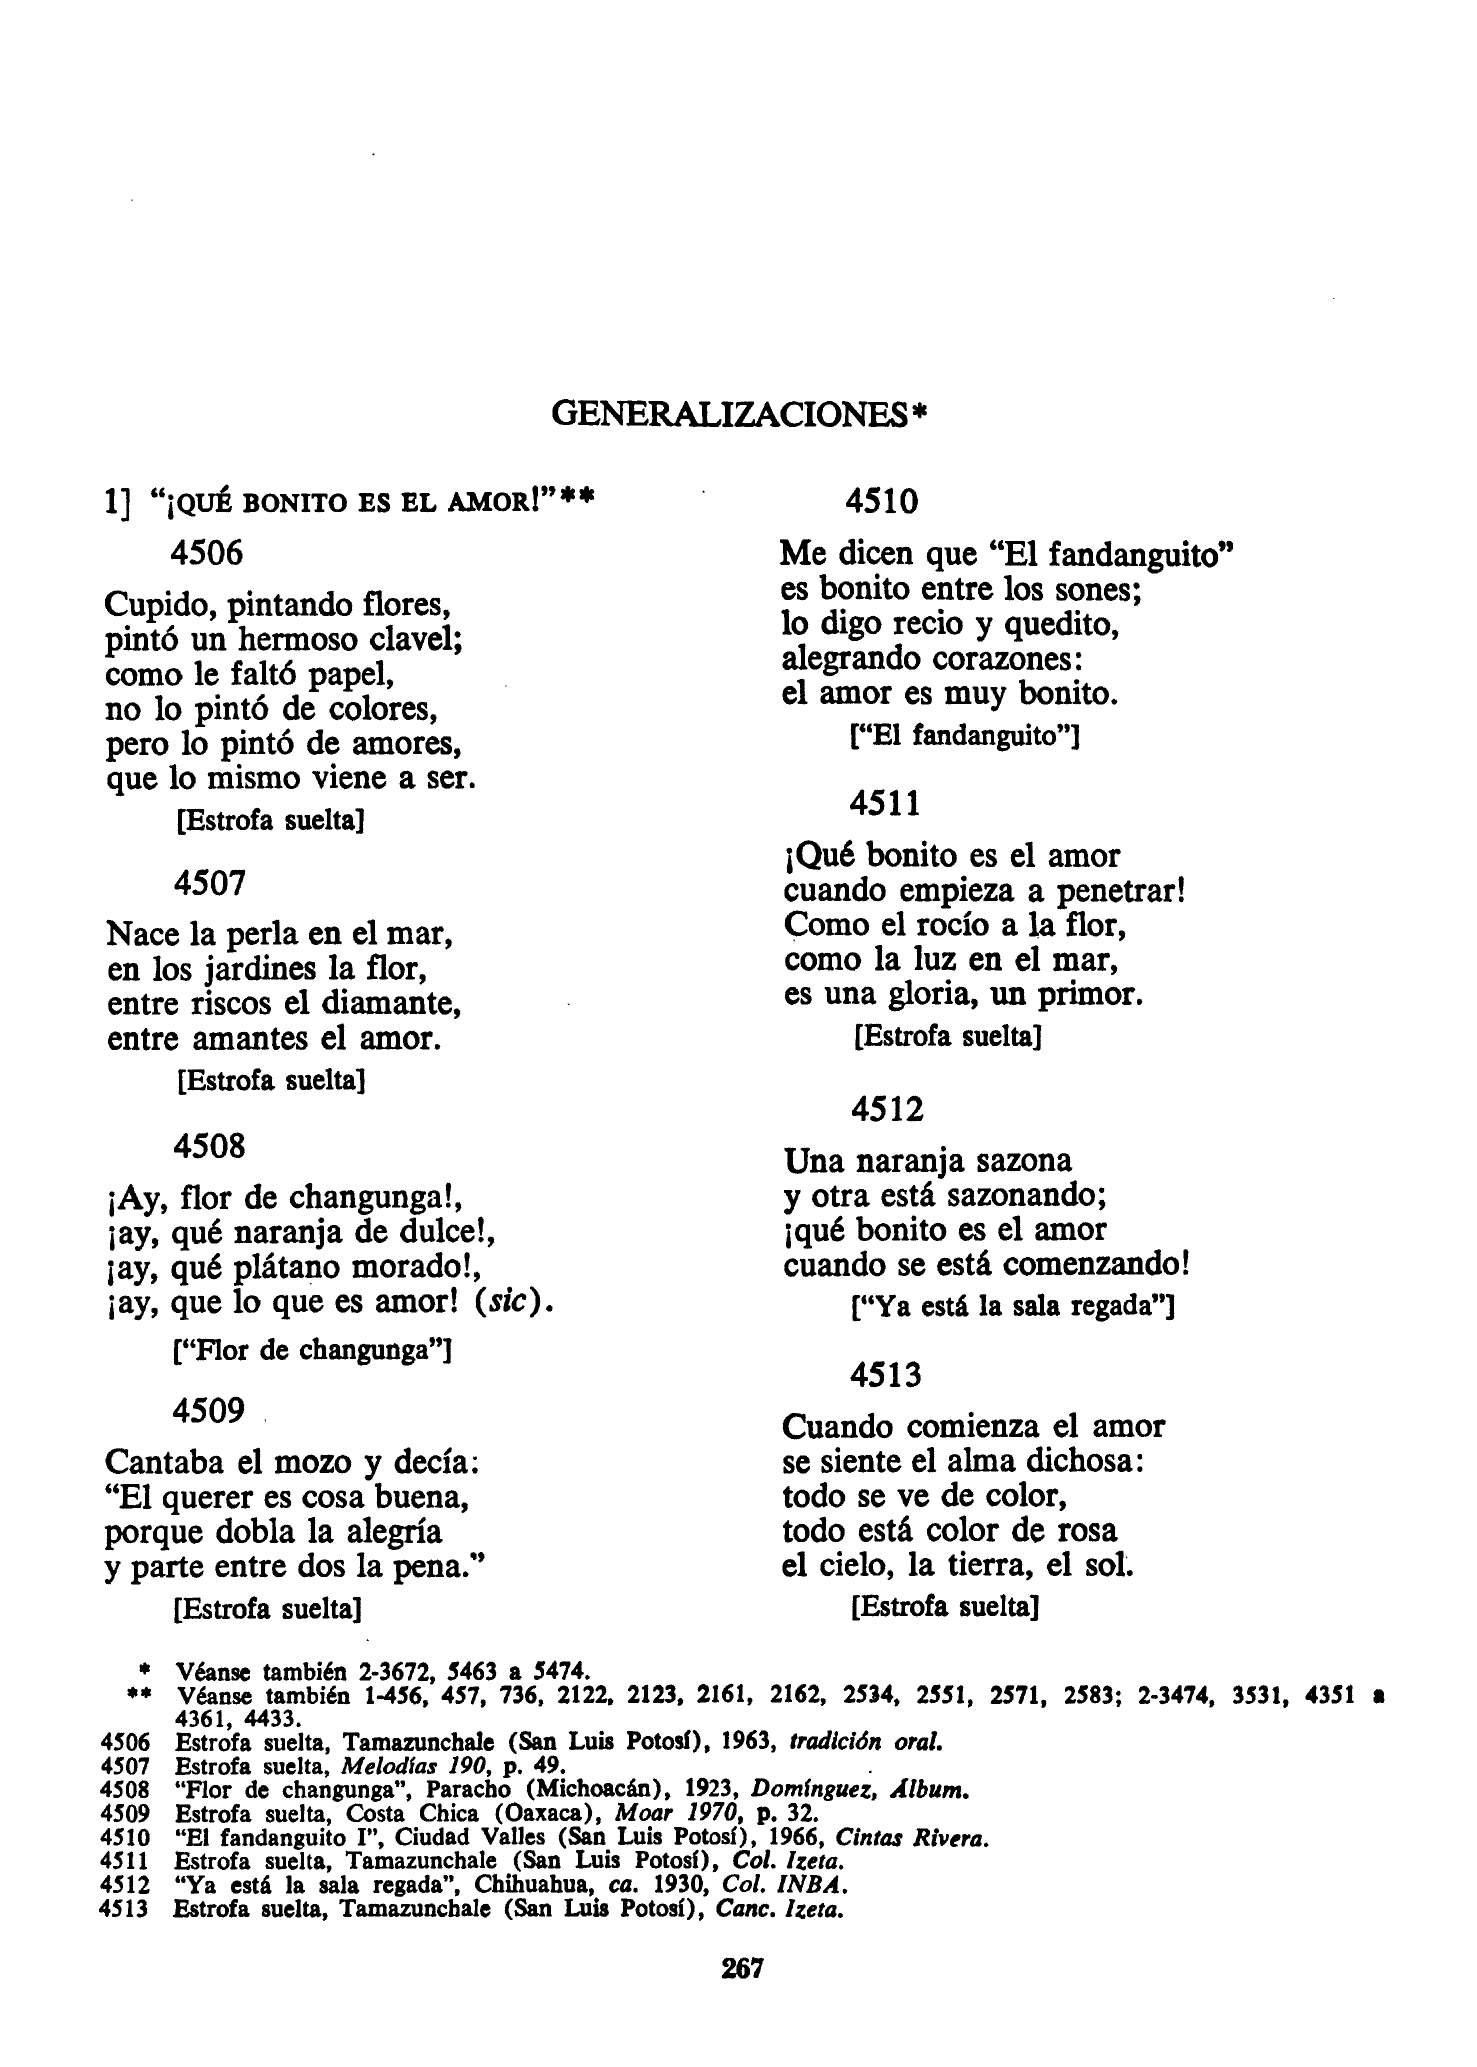 GENERALIZACIONES*
1] “¡QUÉ BONITO ES EL AMOR!”**
4506
Cupido, pintando flores,
pintó un hermoso clavel;
como le faltó papel,
no lo pintó de colores,
pero lo pintó de amores,
que lo mismo viene a ser.
[Estrofa suelta]
4507
Nace la perla en el mar,
en los jardines la flor,
entre riscos el diamante,
entre amantes el amor.
[Estrofa suelta]
4508
¡Ay, flor de changunga!,
¡ay, qué naranja de dulce!,
¡ay, qué plátano morado!,
¡ay, que lo que es amor! (sic).
[“Flor de changunga”]
4509
Cantaba el mozo y decía:
“El querer es cosa buena,
porque dobla la alegría
y parte entre dos la pena.”
[Estrofa suelta]
4510
Me dicen que “El fandanguito”
es bonito entre los sones;
lo digo recio y quedito,
alegrando corazones:
el amor es muy bonito.
[“El fandanguito”]
4511
¡Qué bonito es el amor
cuando empieza a penetrar!
Como el rocío a la flor,
como la luz en el mar,
es una gloria, un primor.
[Estrofa suelta]
4512
Una naranja sazona
y otra está sazonando;
¡qué bonito es el amor
cuando se está comenzando!
[“Ya está la sala regada”]
4513
Cuando comienza el amor
se siente el alma dichosa:
todo se ve de color,
todo está color de rosa
el cielo, la tierra, el sol.
[Estrofa suelta]
* Véanse también 2-3672, 5463 a 5474.
** Véanse también 1-456, 457, 736, 2122, 2123, 2161, 2162, 2534, 2551, 2571, 2583; 2-3474, 3531, 4351 a
4361, 4433.
4506 Estrofa suelta, Tamazunchale (San Luis Potosí), 1963, tradición oral.
4507 Estrofa suelta, Melodías 190, p. 49.
4508 “Flor de changunga”, Paracho (Michoacán), 1923, Domínguez, Álbum.
4509 Estrofa suelta, Costa Chica (Oaxaca), Moar 1970, p. 32.
4510 “El fandanguito I”, Ciudad Valles (San Luis Potosí), 1966, Cintas Rivera.
4511 Estrofa suelta, Tamazunchale (San Luis Potosí), Col. Izeta.
4512 “Ya está la sala regada”, Chihuahua, ca. 1930, Col. INBA.
4513 Estrofa suelta, Tamazunchale (San Luis Potosí), Canc. Izeta.
267